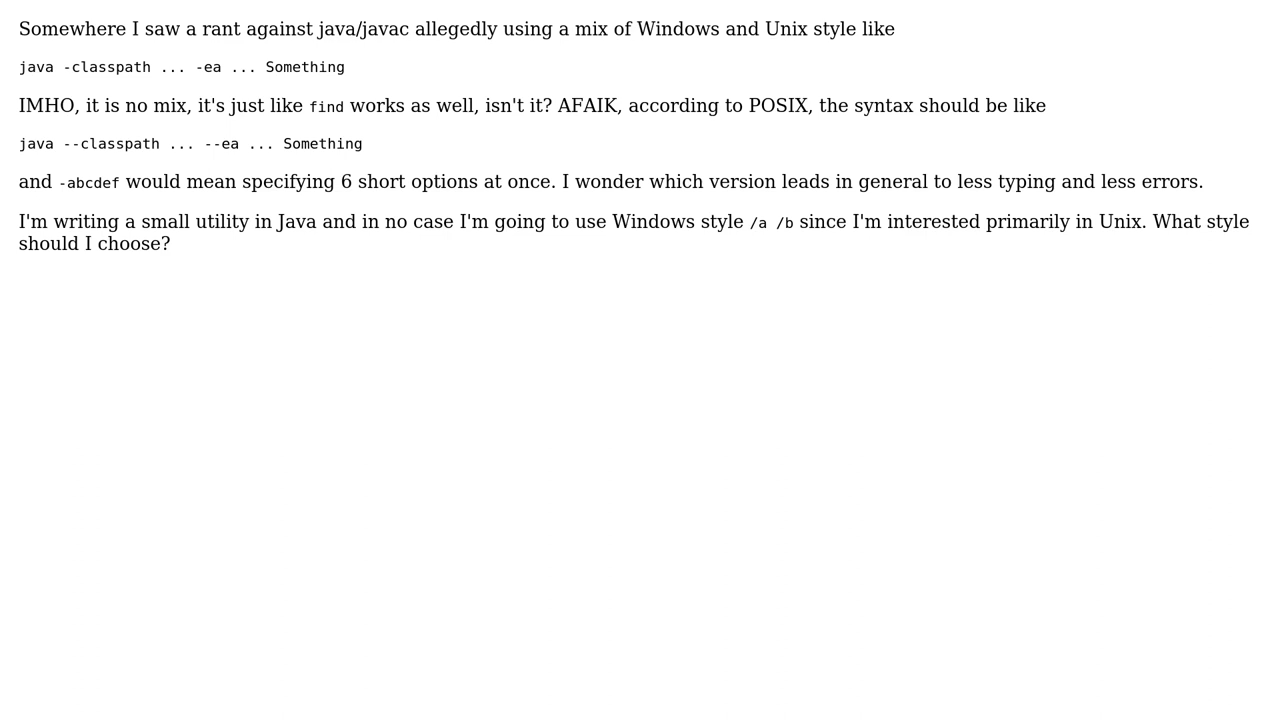 Somewhere I saw a rant against java/javac allegedly using a mix of Windows and Unix style like
java -classpath ... -ea ... Something
IMHO, it is no mix, it's just like find works as well, isn't it? AFAIK, according to POSIX, the syntax should be like
java --classpath ... --ea ... Something
and -abcdef would mean specifying 6 short options at once. I wonder which version leads in general to less typing and less errors.
I'm writing a small utility in Java and in no case I'm going to use Windows style /a /b since I'm interested primarily in Unix. What style
should I choose?